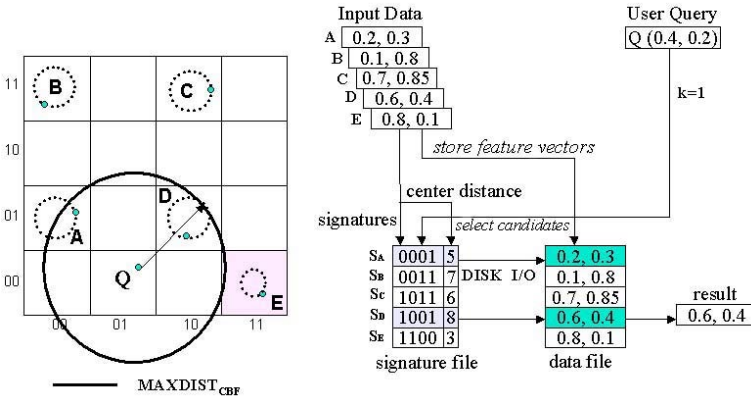 Input Data
User Query
A 0.2, 0.3
B 0.1, 0.8
C 0.7, 0.85
D 0.6, 0.4
E 0.8, 0.1
Q (0.4, 0.2)
k=1
store feature vectors
center distance
signatures
select candidates
SA 0001 5
SB 0011 7
SC 1011 6
SD 1001 8
SE 1100 3
DISK I/O
0.2, 0.3
0.1, 0.8
0.7, 0.85
0.6, 0.4
0.8, 0.1
result
0.6, 0.4
signature file
data file
11
10
01
00
00 01 10 11
B
C
D
A
Q
E
MAXDISTCBF